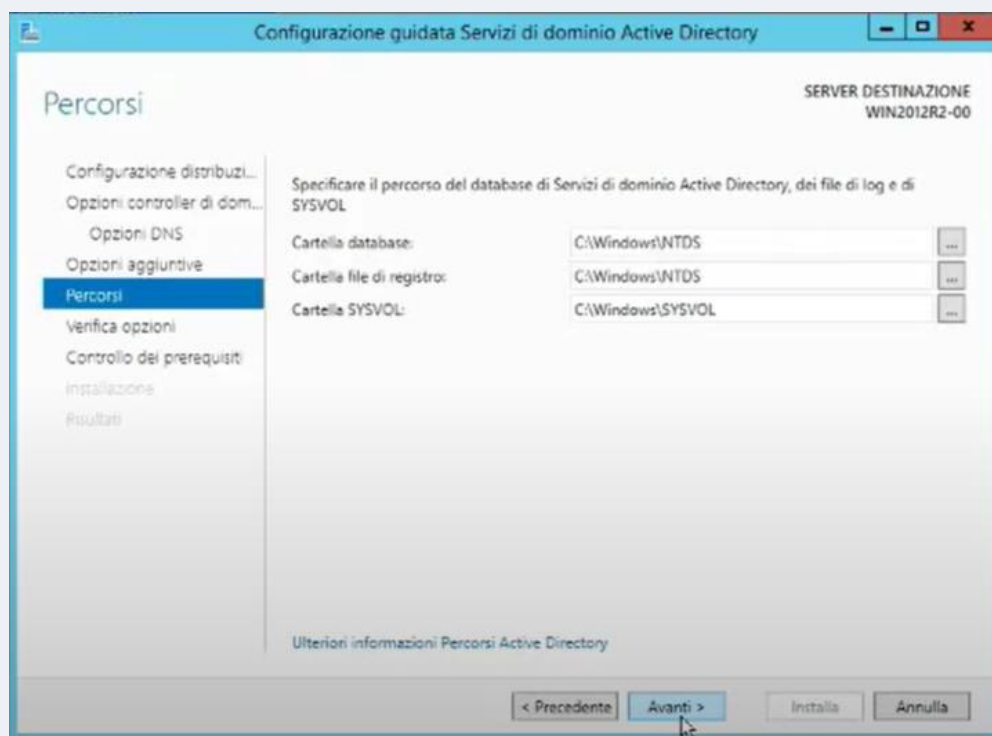 Configurazione guidata Servizi di dominio Active Directory
Percorsi
SERVER DESTINAZIONE
WIN2012R2-00
Configurazione distribuzi...
Opzioni controller di dom...
Opzioni DNS
Opzioni aggiuntive
Percorsi
Verifica opzioni
Controllo dei prerequisiti
Installazione
Risultati
Specificare il percorso del database di Servizi di dominio Active Directory, dei file di log e di
SYSVOL
Cartella database: C:\Windows\NTDS ...
Cartella file di registro: C:\Windows\NTDS ...
Cartella SYSVOL: C:\Windows\SYSVOL ...
Ulteriori informazioni Percorsi Active Directory
< Precedente Avanti > Installa Annulla